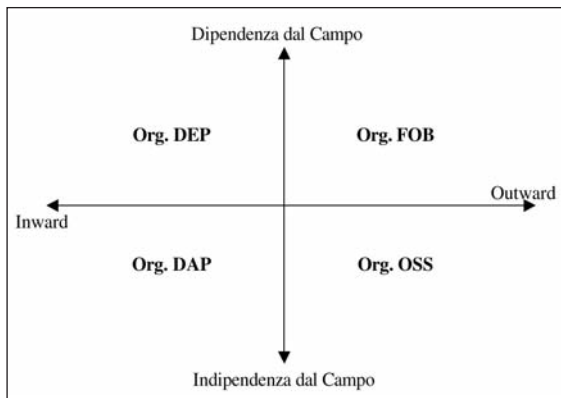 Dipendenza dal Campo
Org. DEP
Org. FOB
Outward
Inward
Org. DAP
Org. OSS
Indipendenza dal Campo